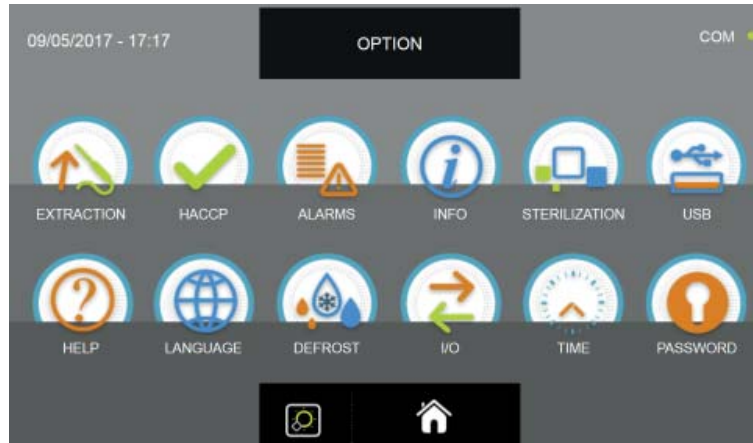 09/05/2017 - 17:17 OPTION COM
EXTRACTION HACCP ALARMS INFO STERILIZATION USB
HELP LANGUAGE DEFROST I/O TIME PASSWORD